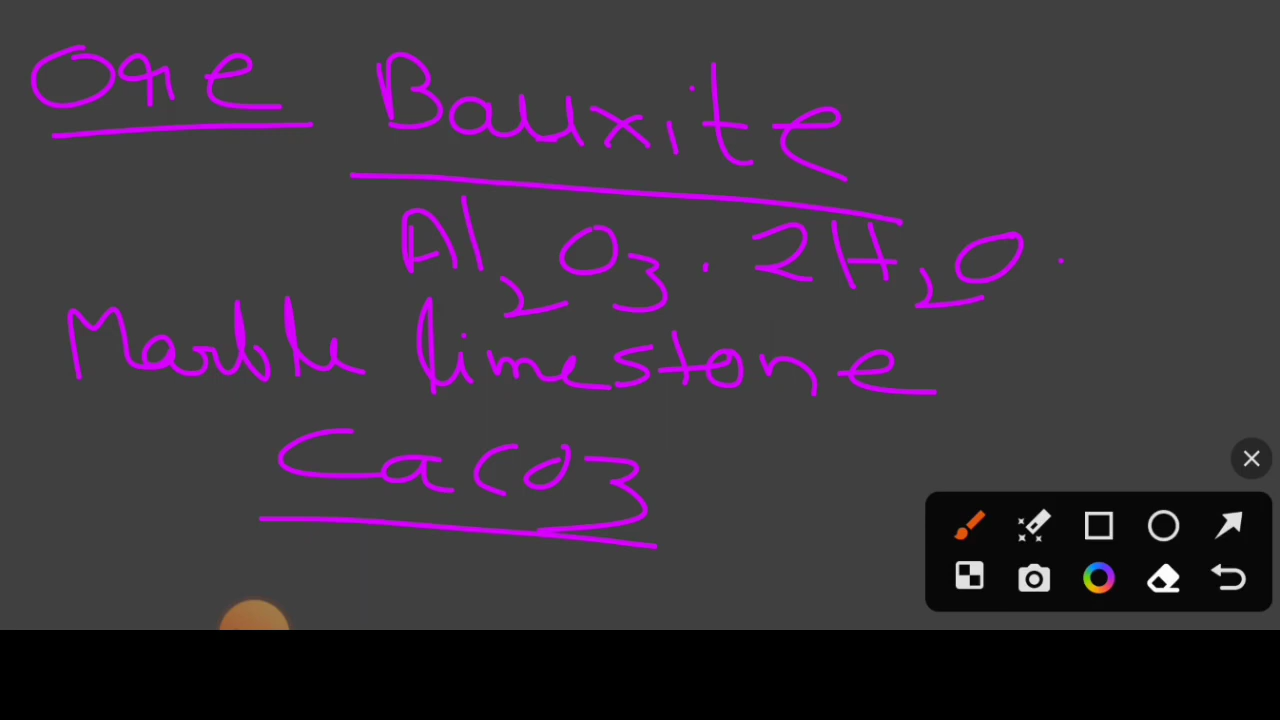 Ore Bauxite
Al₂O₃ . 2H₂O .
Marble limestone
CaCO3